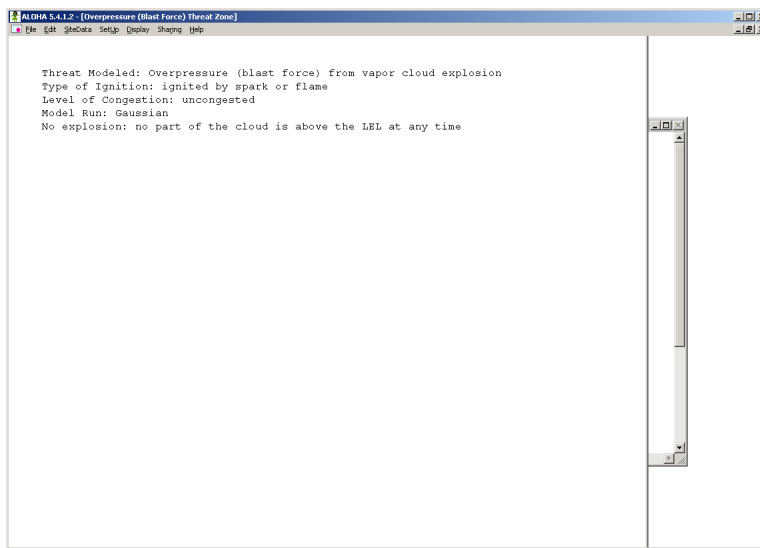 ALOHA 5.4.1.2 - [Overpressure (Blast Force) Threat Zone]
File Edit SiteData SetUp Display Sharing Help
Threat Modeled: Overpressure (blast force) from vapor cloud explosion
Type of Ignition: ignited by spark or flame
Level of Congestion: uncongested
Model Run: Gaussian
No explosion: no part of the cloud is above the LEL at any time